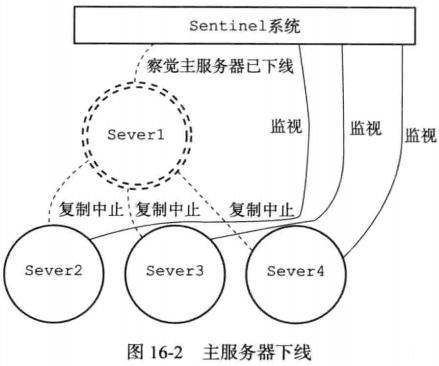 Sentinel系统
察觉主服务器已下线
Sever1
监视
监视
监视
复制中止
复制中止
复制中止
Sever2
Sever3
Sever4
图 16-2 主服务器下线